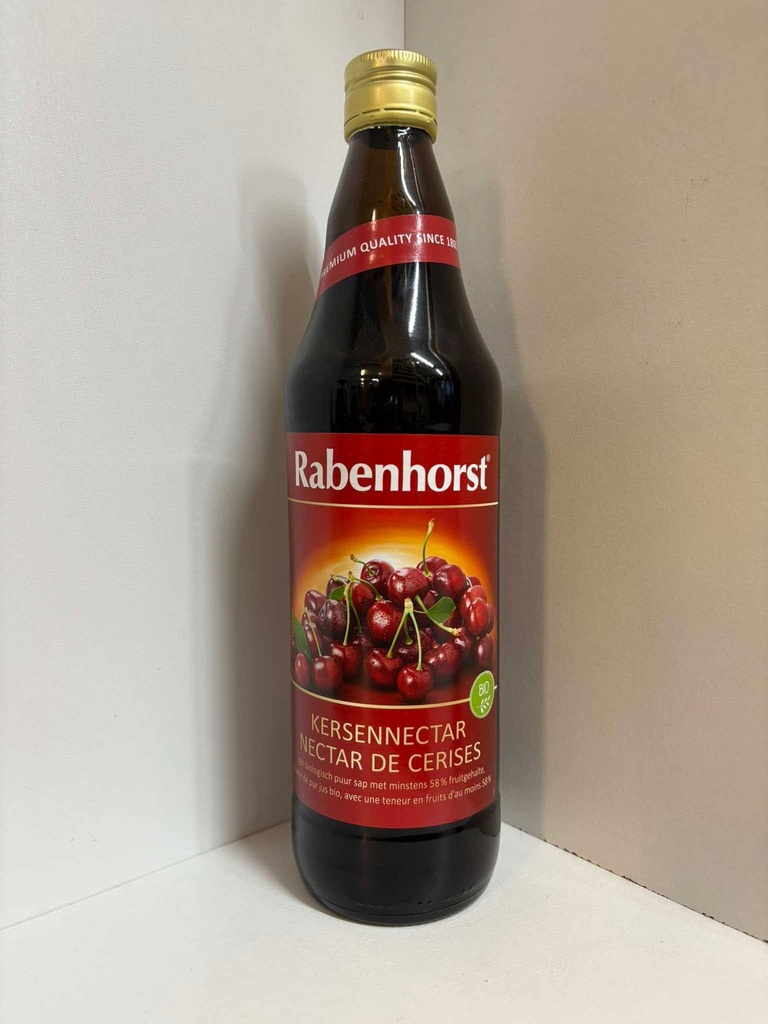 PREMIUM QUALITY SINCE
Rabenhorst®
BIO
KERSENNECTAR
NECTAR DE CERISES
biologisch puur sap met minstens 58% fruitgehalte,
de pur jus bio, avec une teneur en fruits d'au moins 58%